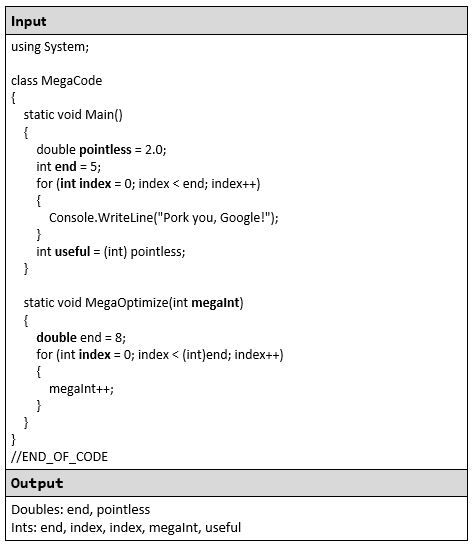 Input
using System;
class MegaCode
{
static void Main()
{
double pointless = 2.0;
int end = 5;
for (int index = 0; index < end; index++)
{
Console.WriteLine("Pork you, Google!");
}
int useful = (int) pointless;
}
static void MegaOptimize(int megaInt)
{
double end = 8;
for (int index = 0; index < (int)end; index++)
{
megaInt++;
}
}
}
//END_OF_CODE
Output
Doubles: end, pointless
Ints: end, index, index, megaInt, useful